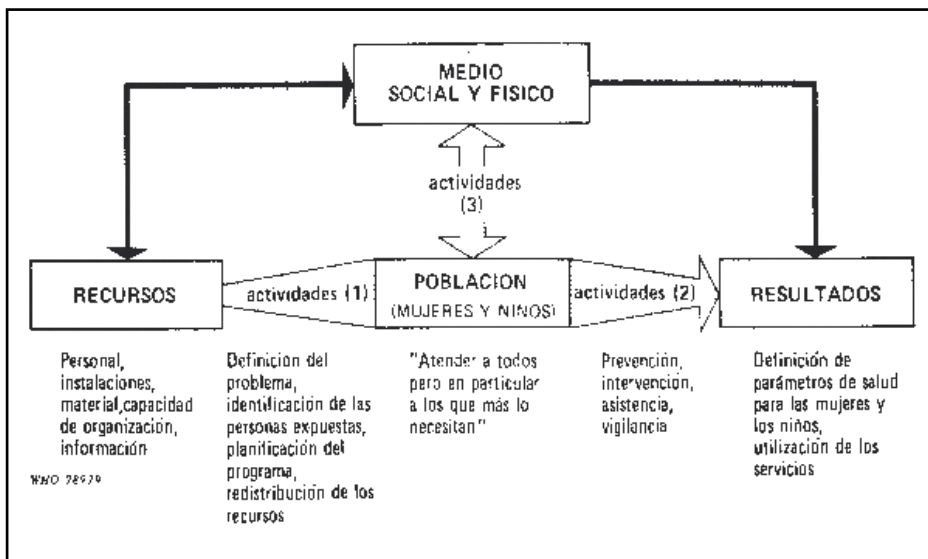 MEDIO
SOCIAL Y FISICO
actividades
(3)
RECURSOS
actividades (1)
POBLACION
(MUJERES Y NINOS)
actividades (2)
RESULTADOS
Personal,
instalaciones,
material,capacidad
de organización,
información
Definición del
problema,
identificación de las
personas expuestas,
planificación del
programa,
redistribución de los
recursos
"Atender a todos
pero en particular
a los que más lo
necesitan"
Prevención,
intervención,
asistencia,
vigilancia
Definición de
parámetros de salud
para las mujeres y
los niños,
utilización de los
servicios
WHO